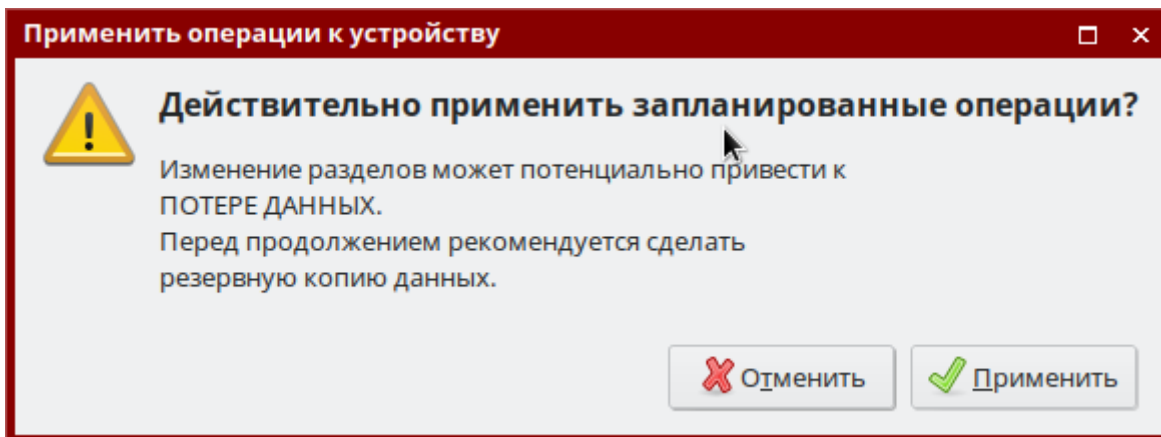 Применить операции к устройству
Действительно применить запланированные операции?
Изменение разделов может потенциально привести к
ПОТЕРЕ ДАННЫХ.
Перед продолжением рекомендуется сделать
резервную копию данных.
Отменить
Применить